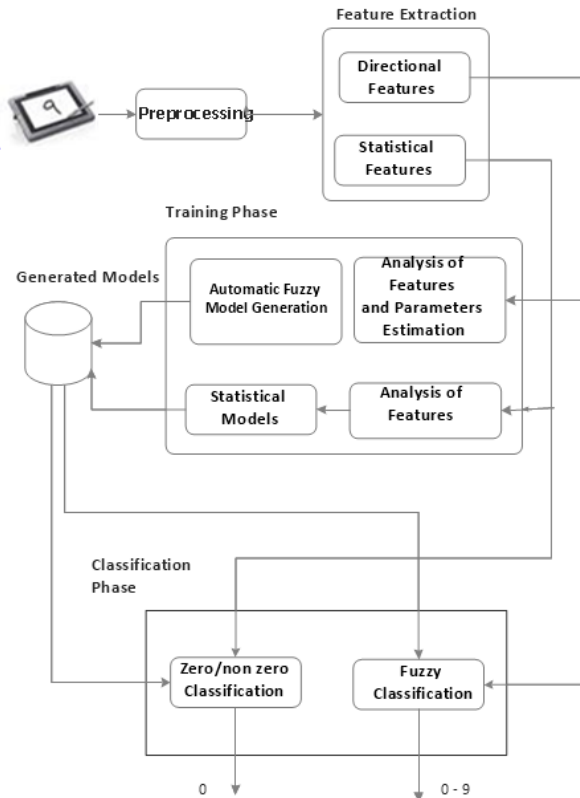 Feature Extraction
Directional
Features
9
Preprocessing
Statistical
Features
Training Phase
Generated Models
Automatic Fuzzy
Model Generation
Analysis of
Features
and Parameters
Estimation
Statistical
Models
Analysis of
Features
Classification
Phase
Zero/non zero
Classification
Fuzzy
Classification
0
0 - 9